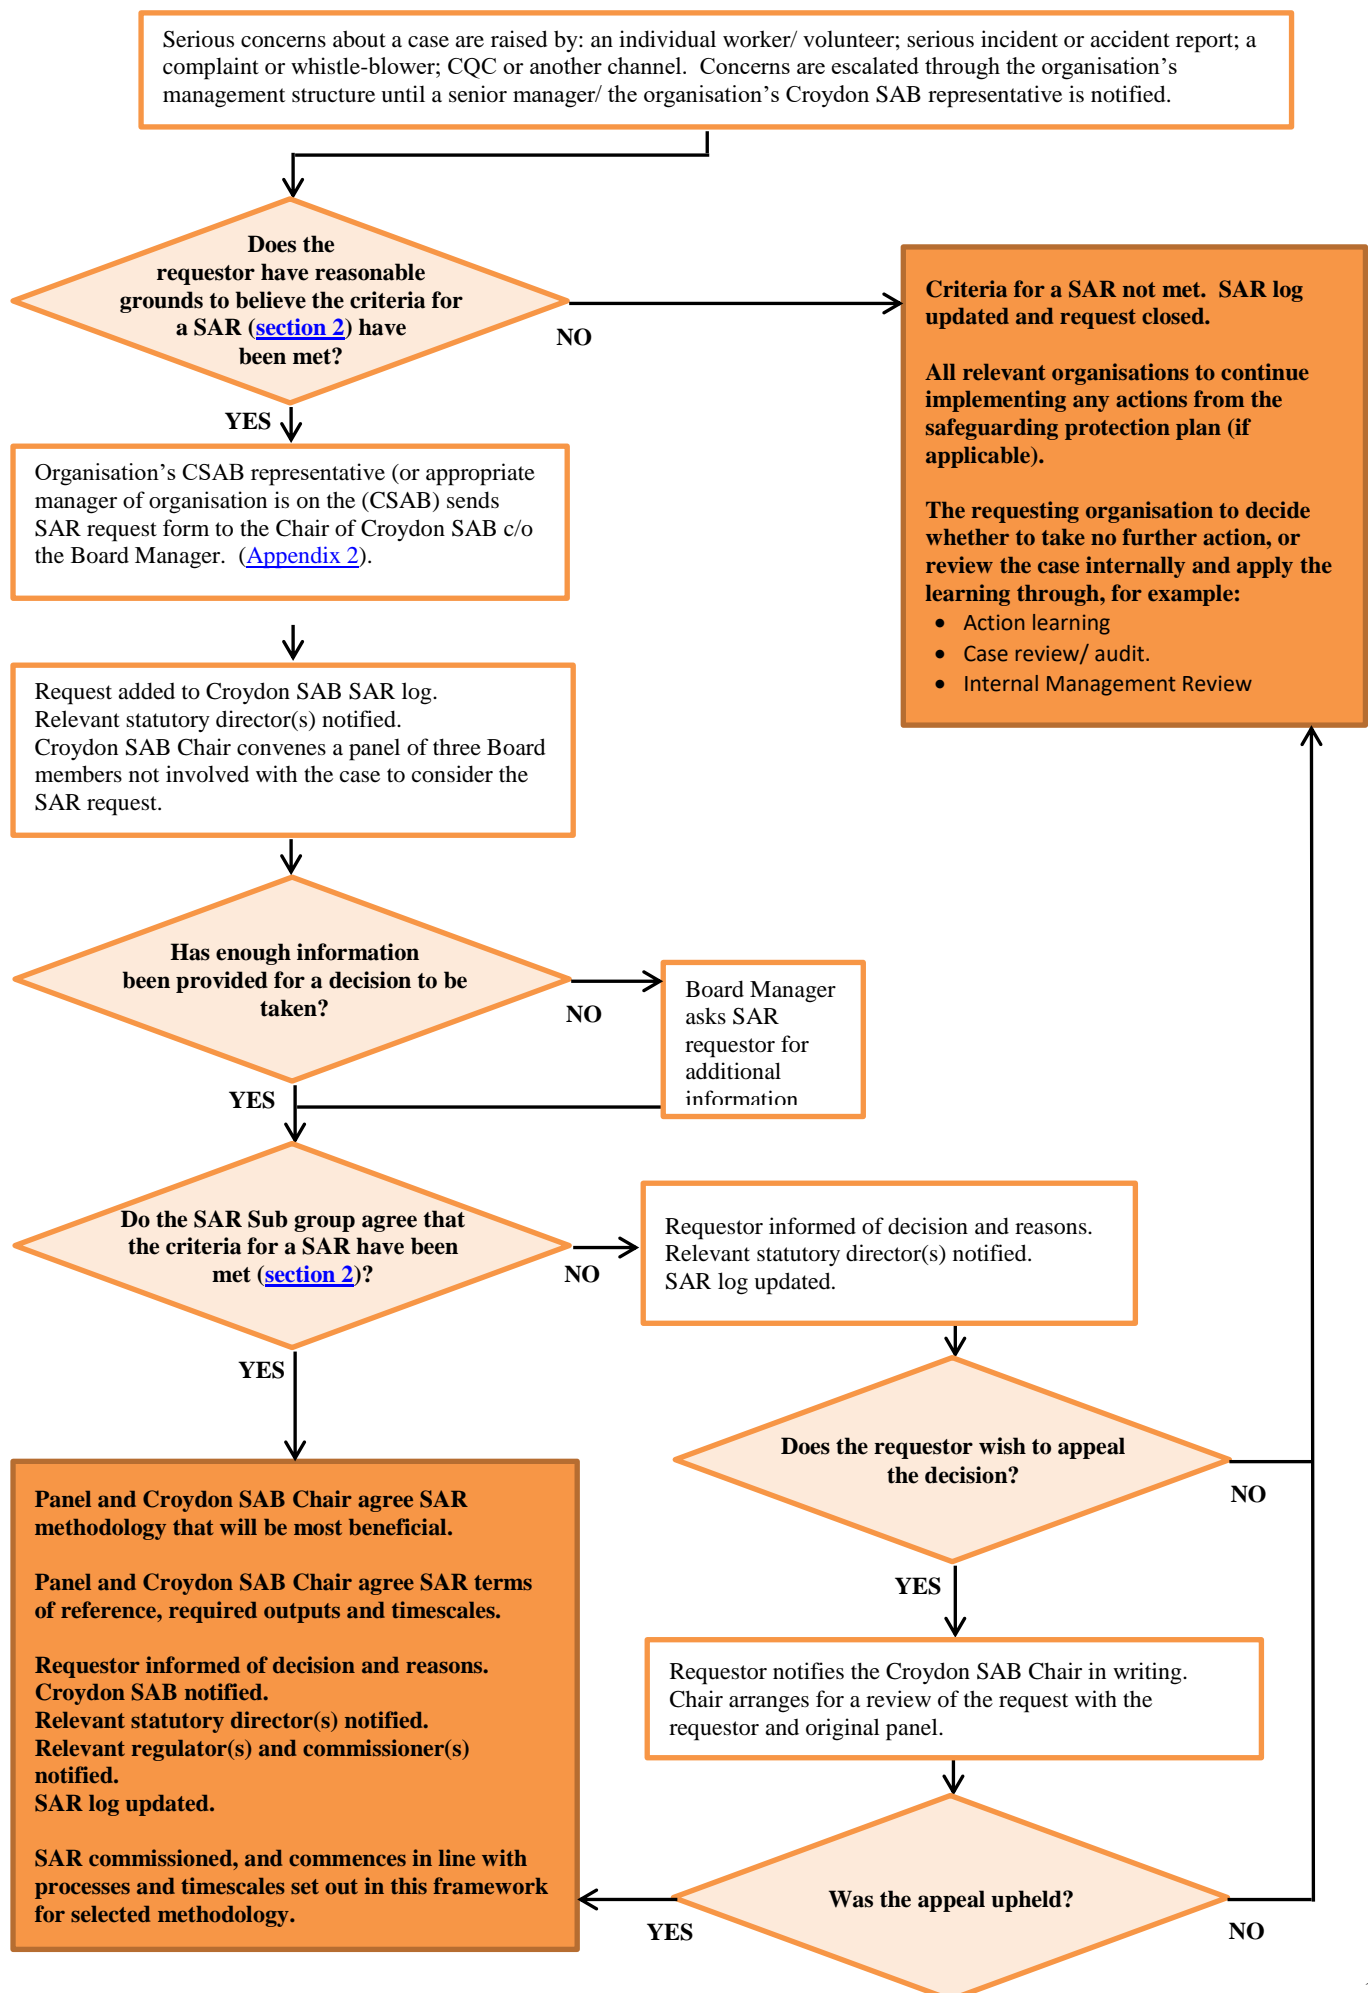 Serious concerns about a case are raised by: an individual worker/ volunteer; serious incident or accident report; a
complaint or whistle-blower; CQC or another channel.  Concerns are escalated through the organisation's
management structure until a senior manager/ the organisation's Croydon SAB representative is notified.
Does the
requestor have reasonable
grounds to believe the criteria for
a SAR (section 2) have
been met?
NO
YES
Criteria for a SAR not met.  SAR log
updated and request closed.
All relevant organisations to continue
implementing any actions from the
safeguarding protection plan (if
applicable).
The requesting organisation to decide
whether to take no further action, or
review the case internally and apply the
learning through, for example:
• Action learning
• Case review/ audit.
• Internal Management Review
Organisation's CSAB representative (or appropriate
manager of organisation is on the (CSAB) sends
SAR request form to the Chair of Croydon SAB c/o
the Board Manager.  (Appendix 2).
Request added to Croydon SAB SAR log.
Relevant statutory director(s) notified.
Croydon SAB Chair convenes a panel of three Board
members not involved with the case to consider the
SAR request.
Has enough information
been provided for a decision to be
taken?
NO
YES
Board Manager
asks SAR
requestor for
additional
information
Do the SAR Sub group agree that
the criteria for a SAR have been
met (section 2)?
NO
YES
Requestor informed of decision and reasons.
Relevant statutory director(s) notified.
SAR log updated.
Does the requestor wish to appeal
the decision?
NO
YES
Panel and Croydon SAB Chair agree SAR
methodology that will be most beneficial.
Panel and Croydon SAB Chair agree SAR terms
of reference, required outputs and timescales.
Requestor informed of decision and reasons.
Croydon SAB notified.
Relevant statutory director(s) notified.
Relevant regulator(s) and commissioner(s)
notified.
SAR log updated.
SAR commissioned, and commences in line with
processes and timescales set out in this framework
for selected methodology.
Requestor notifies the Croydon SAB Chair in writing.
Chair arranges for a review of the request with the
requestor and original panel.
Was the appeal upheld?
YES
NO